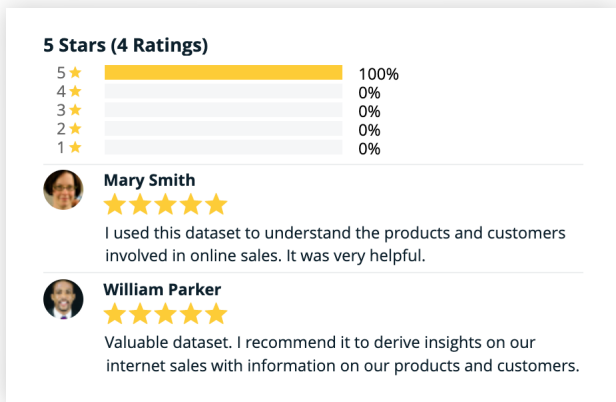 5 Stars (4 Ratings)
5 100%
4 0%
3 0%
2 0%
1 0%
Mary Smith
I used this dataset to understand the products and customers
involved in online sales. It was very helpful.
William Parker
Valuable dataset. I recommend it to derive insights on our
internet sales with information on our products and customers.